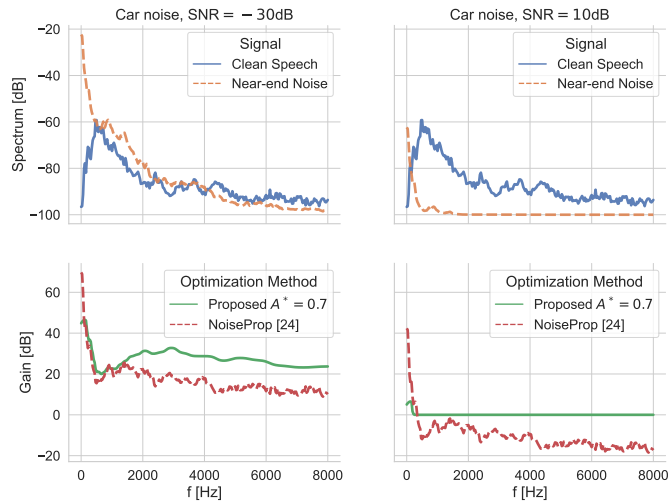 Car noise, SNR = − 30dB
Car noise, SNR = 10dB
Spectrum [dB]
−20
−40
−60
−80
−100
Signal
Clean Speech
Near-end Noise
Signal
Clean Speech
Near-end Noise
Gain [dB]
60
40
20
0
−20
Optimization Method
Proposed A* = 0.7
NoiseProp [24]
Optimization Method
Proposed A* = 0.7
NoiseProp [24]
0 2000 4000 6000 8000
f [Hz]
0 2000 4000 6000 8000
f [Hz]